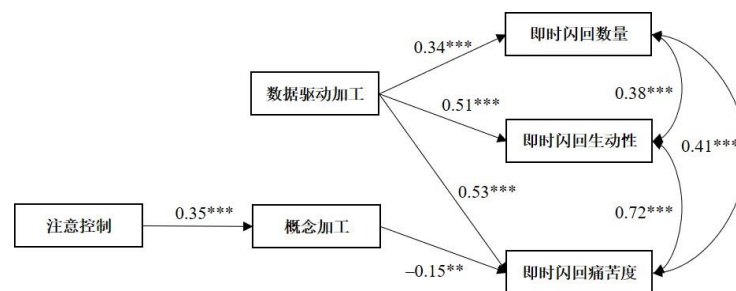 即时闪回数量
0.34***
数据驱动加工
0.38***
0.51***
即时闪回生动性
0.41***
0.53***
注意控制
0.35***
概念加工
0.72***
–0.15**
即时闪回痛苦度